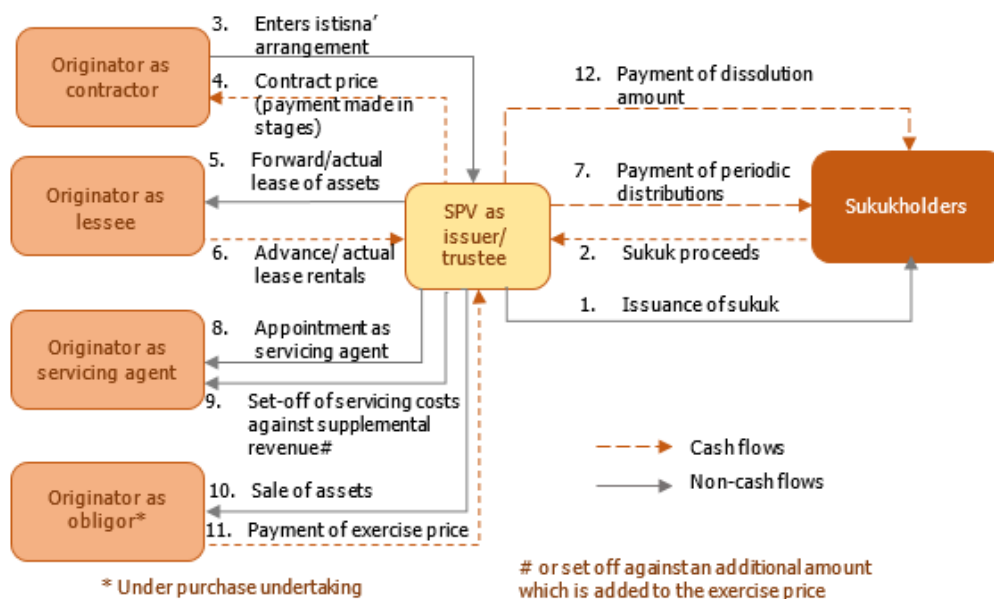 3. Enters istisna’
arrangement
Originator as
contractor
4. Contract price
(payment made in
stages)
12. Payment of dissolution
amount
5. Forward/actual
lease of assets
Originator as
lessee
6. Advance/ actual
lease rentals
SPV as
issuer/
trustee
7. Payment of periodic
distributions
Sukukholders
2. Sukuk proceeds
1. Issuance of sukuk
8. Appointment as
servicing agent
Originator as
servicing agent
9. Set-off of servicing costs
against supplemental
revenue#
Cash flows
Non-cash flows
10. Sale of assets
Originator as
obligor*
11. Payment of exercise price
* Under purchase undertaking
# or set off against an additional amount
which is added to the exercise price